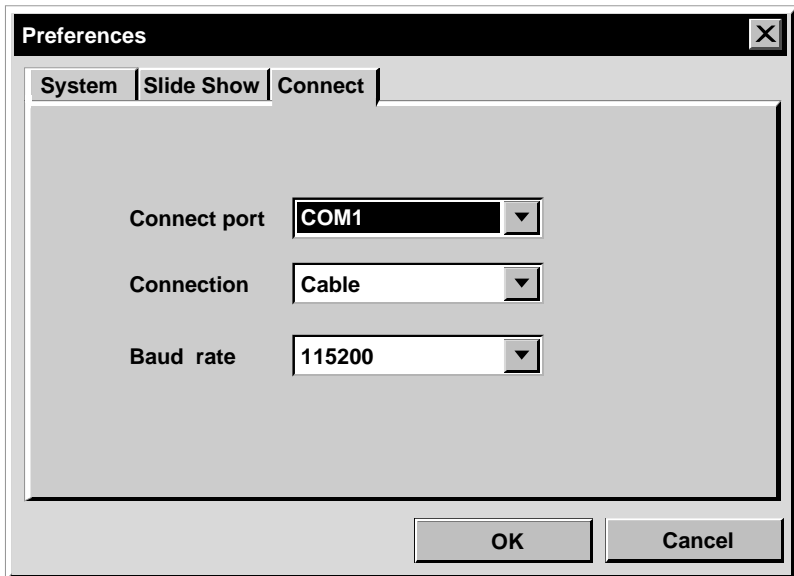 Preferences
System Slide Show Connect
Connect port COM1
Connection Cable
Baud rate 115200
OK Cancel